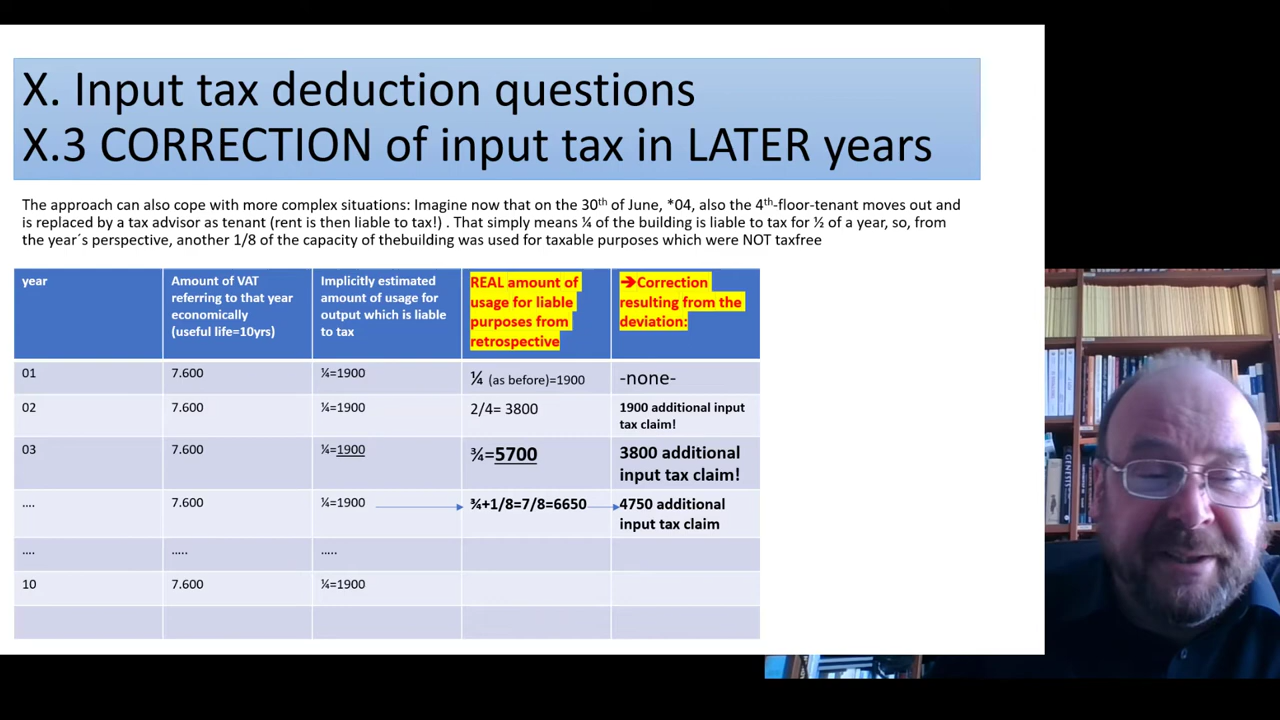 X. Input tax deduction questions
X.3 CORRECTION of input tax in LATER years
The approach can also cope with more complex situations: Imagine now that on the 30th of June, *04, also the 4th-floor-tenant moves out and
is replaced by a tax advisor as tenant (rent is then liable to tax!) . That simply means ¼ of the building is liable to tax for ½ of a year, so, from
the year´s perspective, another 1/8 of the capacity of thebuilding was used for taxable purposes which were NOT taxfree
year
Amount of VAT
referring to that year
economically
(useful life=10yrs)
Implicitly estimated
amount of usage for
output which is liable
to tax
REAL amount of
usage for liable
purposes from
retrospective
➔Correction
resulting from the
deviation:
01
7.600
¼=1900
¼ (as before)=1900
-none-
02
7.600
¼=1900
2/4= 3800
1900 additional input
tax claim!
03
7.600
¼=1900
¾=5700
3800 additional
input tax claim!
....
7.600
¼=1900
¾+1/8=7/8=6650
4750 additional
input tax claim
....
.....
.....
10
7.600
¼=1900